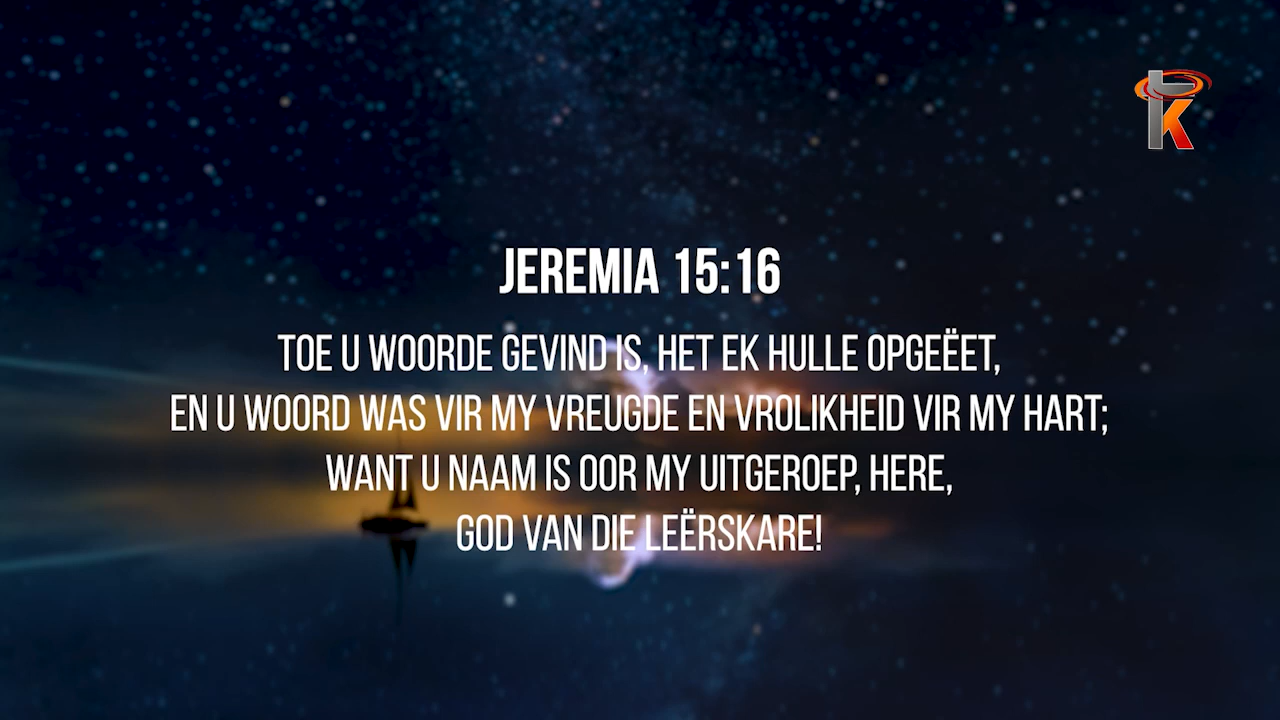 JEREMIA 15:16
TOE U WOORDE GEVIND IS, HET EK HULLE OPGEËET,
EN U WOORD WAS VIR MY VREUGDE EN VROLIKHEID VIR MY HART;
WANT U NAAM IS OOR MY UITGEROEP, HERE,
GOD VAN DIE LEËRSKARE!